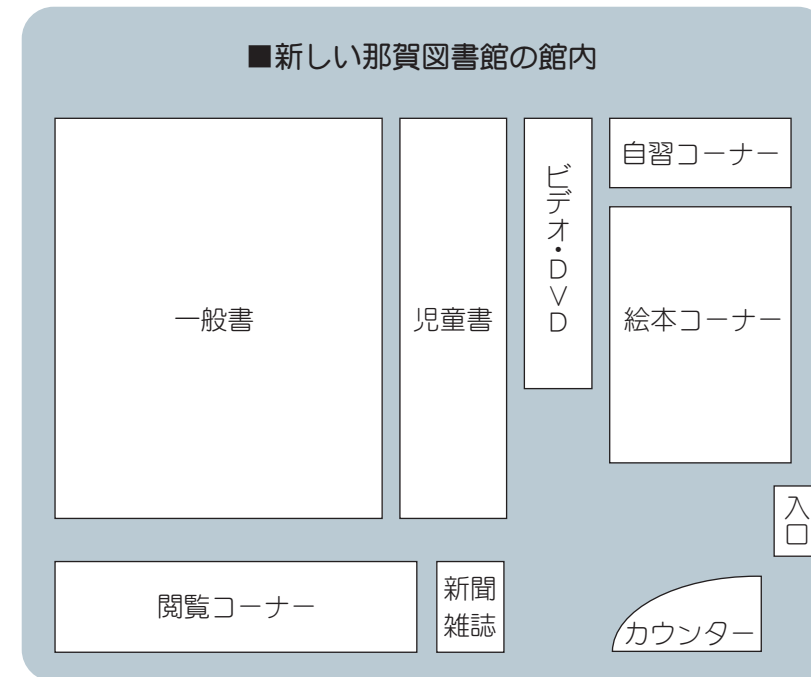 ■新しい那賀図書館の館内
一般書
児童書
ビデオ・DVD
自習コーナー
絵本コーナー
入口
閲覧コーナー
新聞
雑誌
カウンター